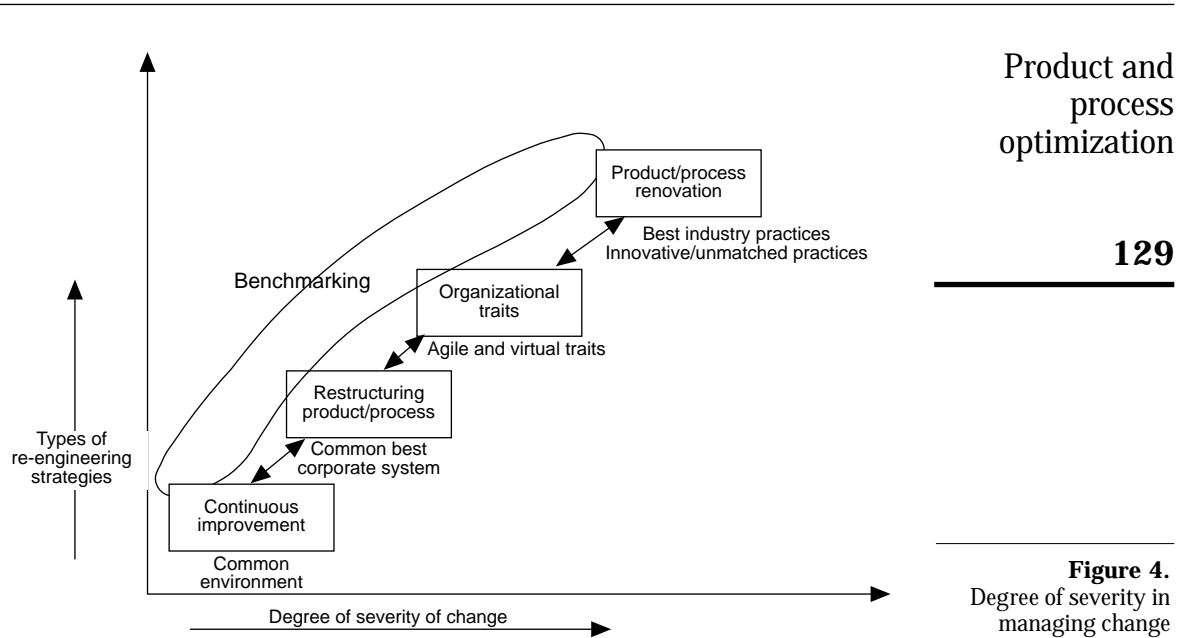 Product and
process
optimization
129
Product/process
renovation
Best industry practices
Innovative/unmatched practices
Benchmarking
Organizational
traits
Agile and virtual traits
Restructuring
product/process
Common best
corporate system
Types of
re-engineering
strategies
Continuous
improvement
Common
environment
Degree of severity of change
Figure 4.
Degree of severity in
managing change